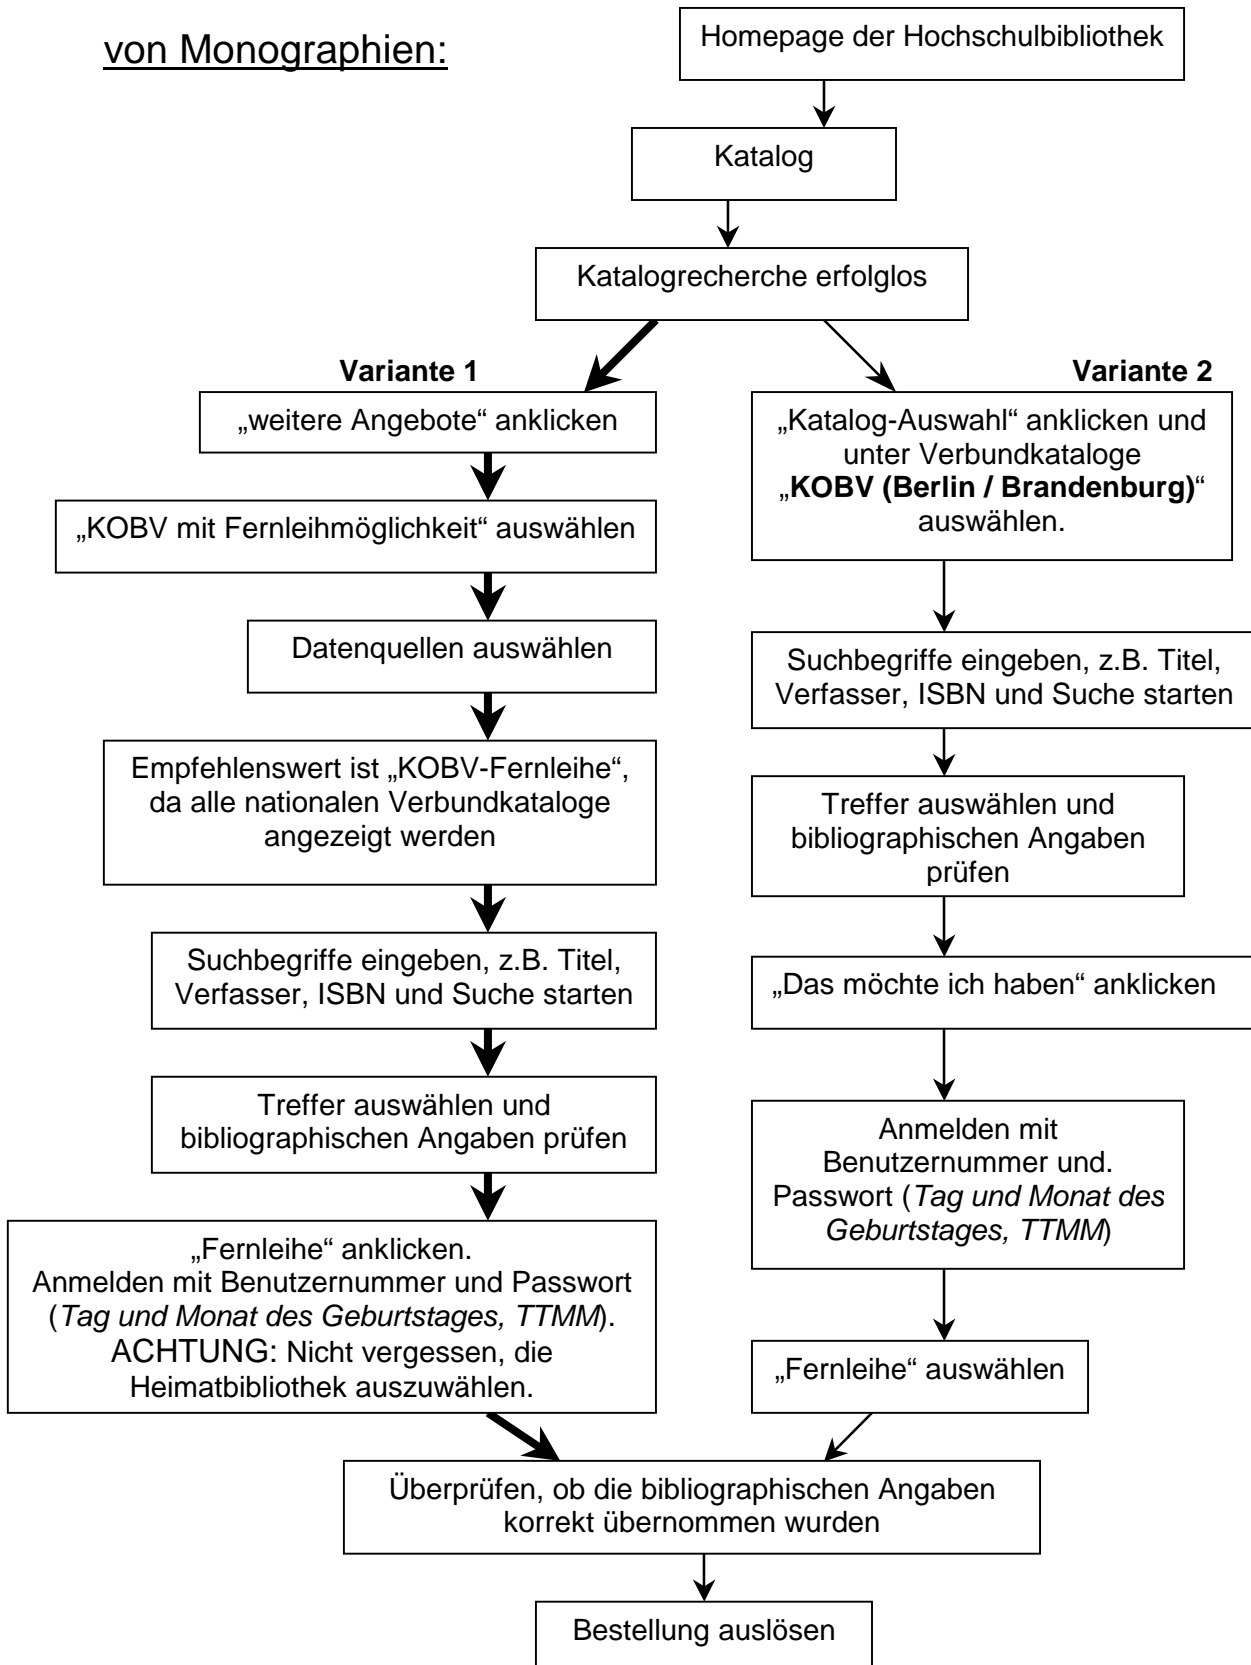 von Monographien:
Homepage der Hochschulbibliothek
Katalog
Katalogrecherche erfolglos
Variante 1
„weitere Angebote“ anklicken
„KOBV mit Fernleihmöglichkeit“ auswählen
Datenquellen auswählen
Empfehlenswert ist „KOBV-Fernleihe“,
da alle nationalen Verbundkataloge
angezeigt werden
Suchbegriffe eingeben, z.B. Titel,
Verfasser, ISBN und Suche starten
Treffer auswählen und
bibliographischen Angaben prüfen
„Fernleihe“ anklicken.
Anmelden mit Benutzernummer und Passwort
(Tag und Monat des Geburtstages, TTMM).
ACHTUNG: Nicht vergessen, die
Heimatbibliothek auszuwählen.
Variante 2
„Katalog-Auswahl“ anklicken und
unter Verbundkataloge
„KOBV (Berlin / Brandenburg)“
auswählen.
Suchbegriffe eingeben, z.B. Titel,
Verfasser, ISBN und Suche starten
Treffer auswählen und
bibliographischen Angaben
prüfen
„Das möchte ich haben“ anklicken
Anmelden mit
Benutzernummer und.
Passwort (Tag und Monat des
Geburtstages, TTMM)
„Fernleihe“ auswählen
Überprüfen, ob die bibliographischen Angaben
korrekt übernommen wurden
Bestellung auslösen